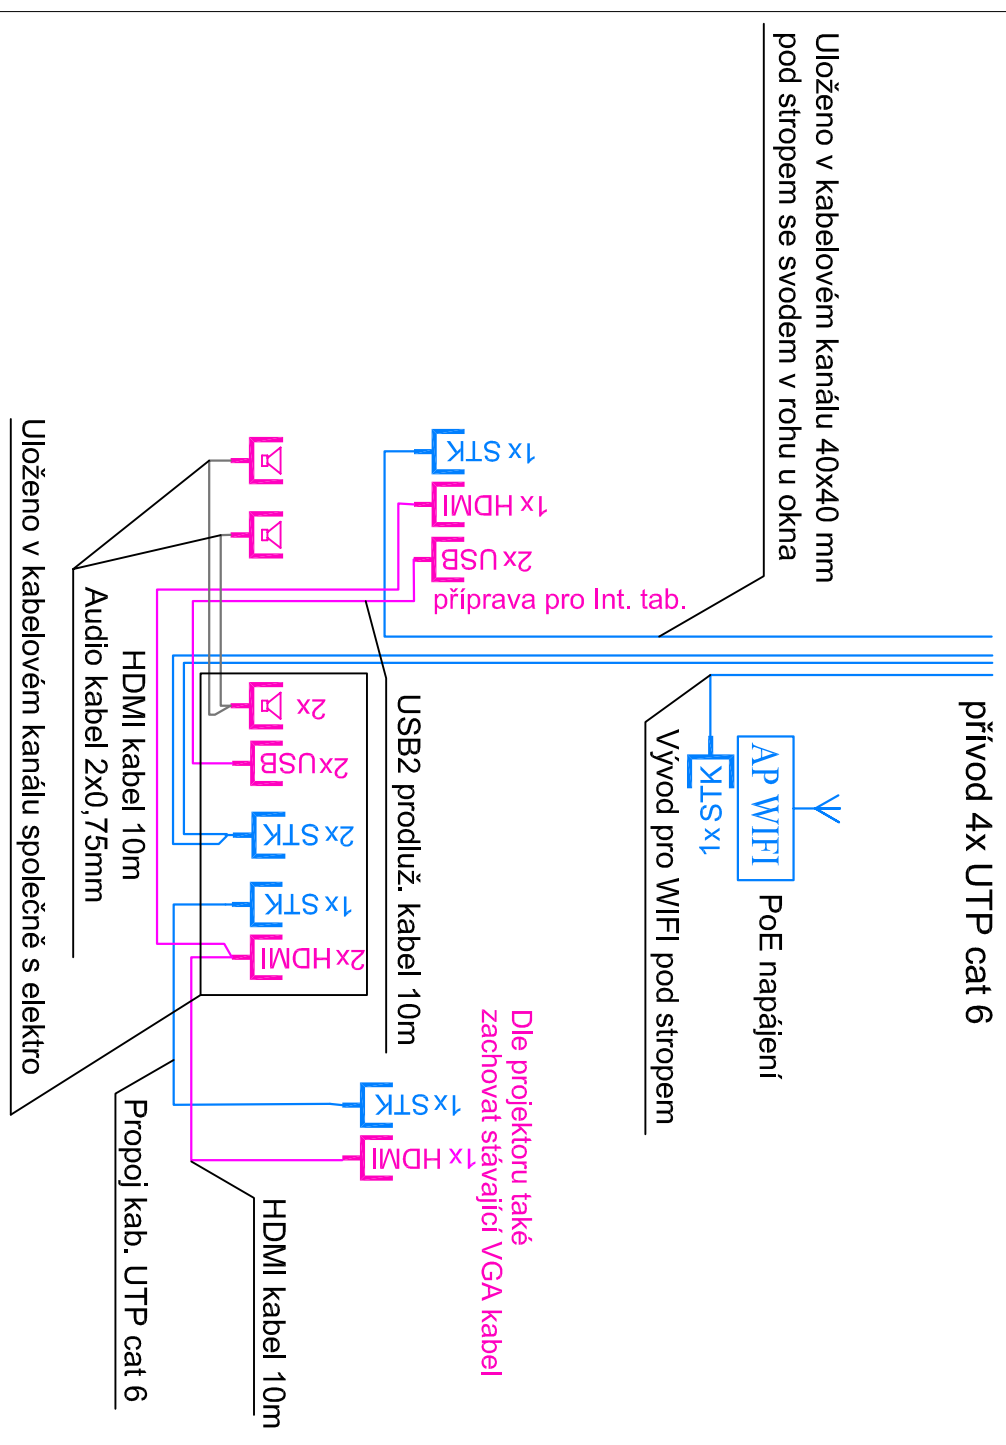 přívod 4x UTP cat 6
Uloženo v kabelovém kanálu 40x40 mm
pod stropem se svodem v rohu u okna
AP WIFI
PoE napájení
1x STK
Vývod pro WIFI pod stropem
1x STK
1x HDMI
2x USB
příprava pro Int. tab.
Dle projektoru také
zachovat stávající VGA kabel
USB2 produž. kabel 10m
1x STK
1x HDMI
2x
2x USB
2x STK
1x STK
2x HDMI
HDMI kabel 10m
HDMI kabel 10m
Audio kabel 2x0,75mm
Propoj kab. UTP cat 6
Uloženo v kabelovém kanálu společně s elektro